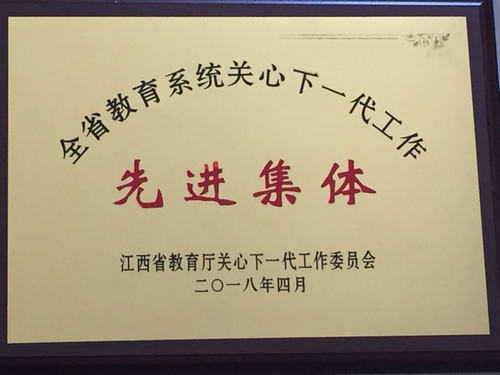 全省教育系统关心下一代工作
先进集体
江西省教育厅关心下一代工作委员会
二〇一八年四月